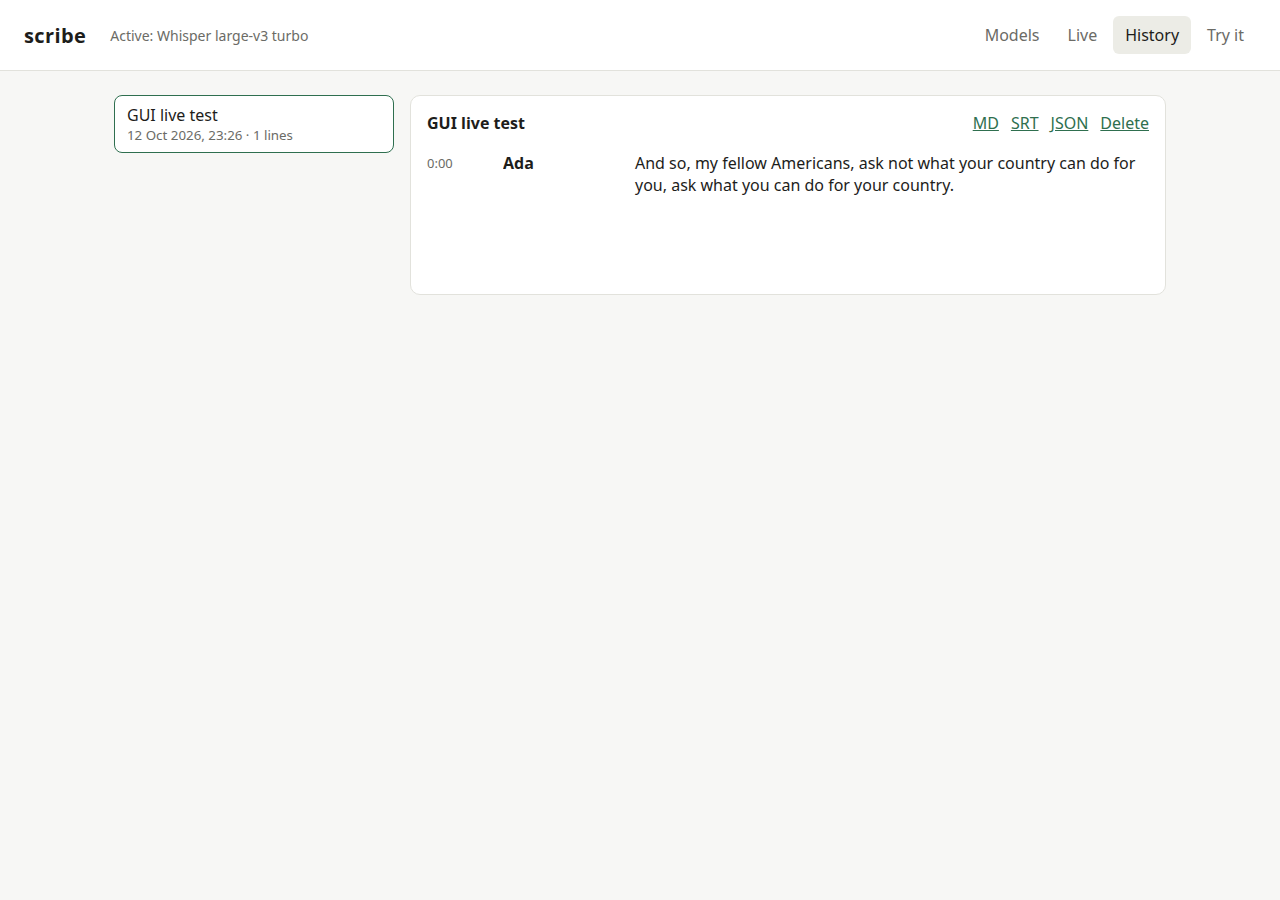 scribe
Active: Whisper large-v3 turbo
Models Live History Try it
GUI live test
12 Oct 2026, 23:26 · 1 lines
GUI live test
MD SRT JSON Delete
0:00 Ada And so, my fellow Americans, ask not what your country can do for
you, ask what you can do for your country.